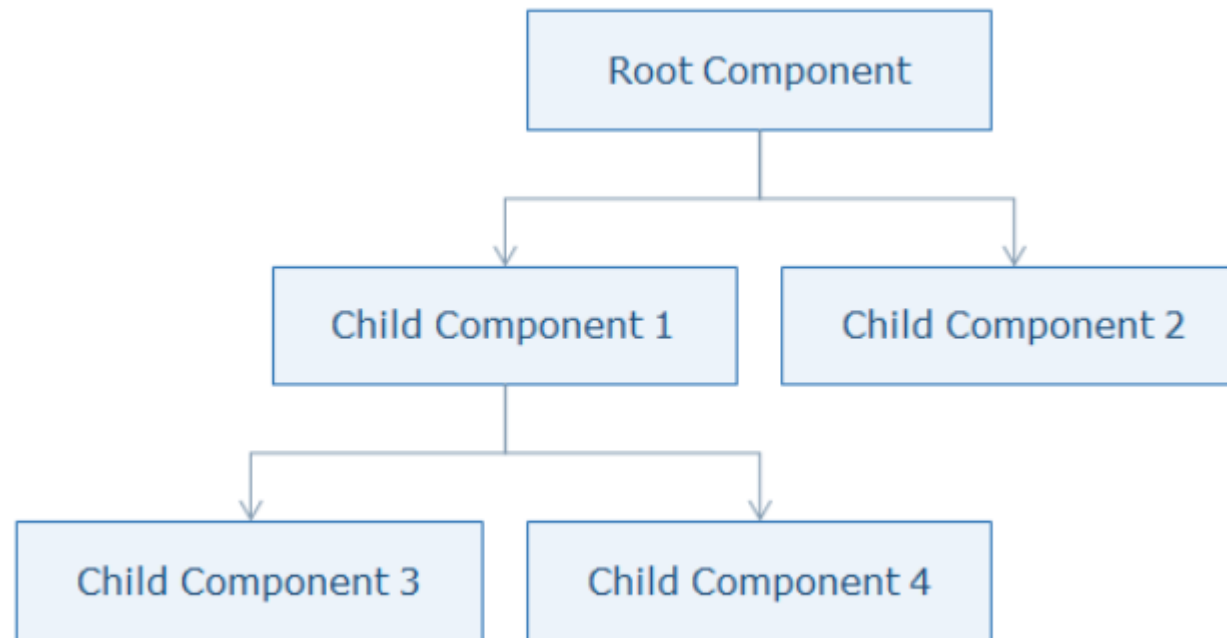 Root Component
Child Component 1
Child Component 2
Child Component 3
Child Component 4